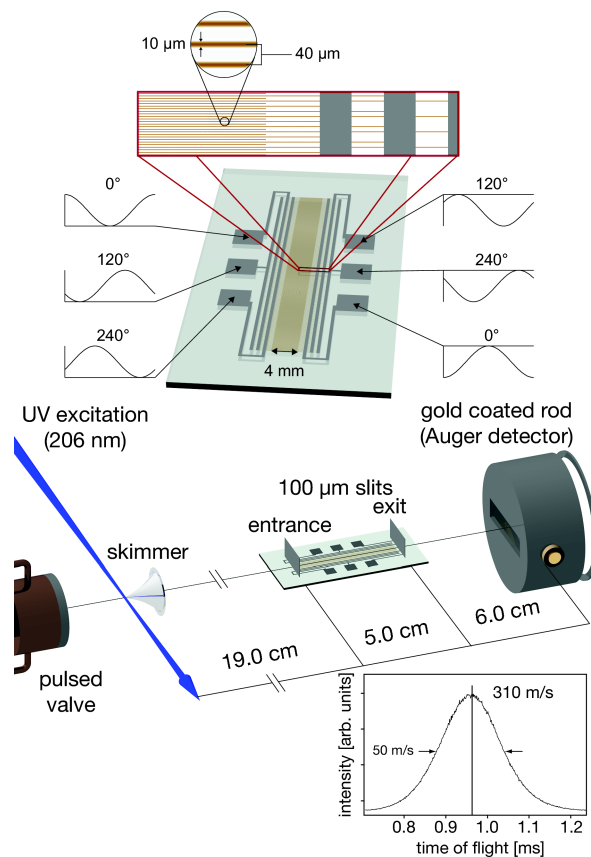 10 µm
40 µm
0°
120°
120°
240°
240°
0°
4 mm
UV excitation
(206 nm)
gold coated rod
(Auger detector)
100 µm slits
entrance
exit
skimmer
pulsed
valve
19.0 cm
5.0 cm
6.0 cm
intensity [arb. units]
310 m/s
50 m/s
0.8
0.9
1.0
1.1
1.2
time of flight [ms]